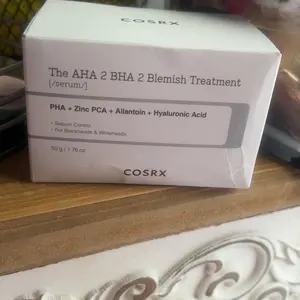 The AHA 2 BHA 2 Blemish Treatment
[/serum/]
PHA + Zinc PCA + Allantoin + Hyaluronic Acid
• Sebum Control
• For Blackheads & Whiteheads
50 g / 1.76 oz
COSRX